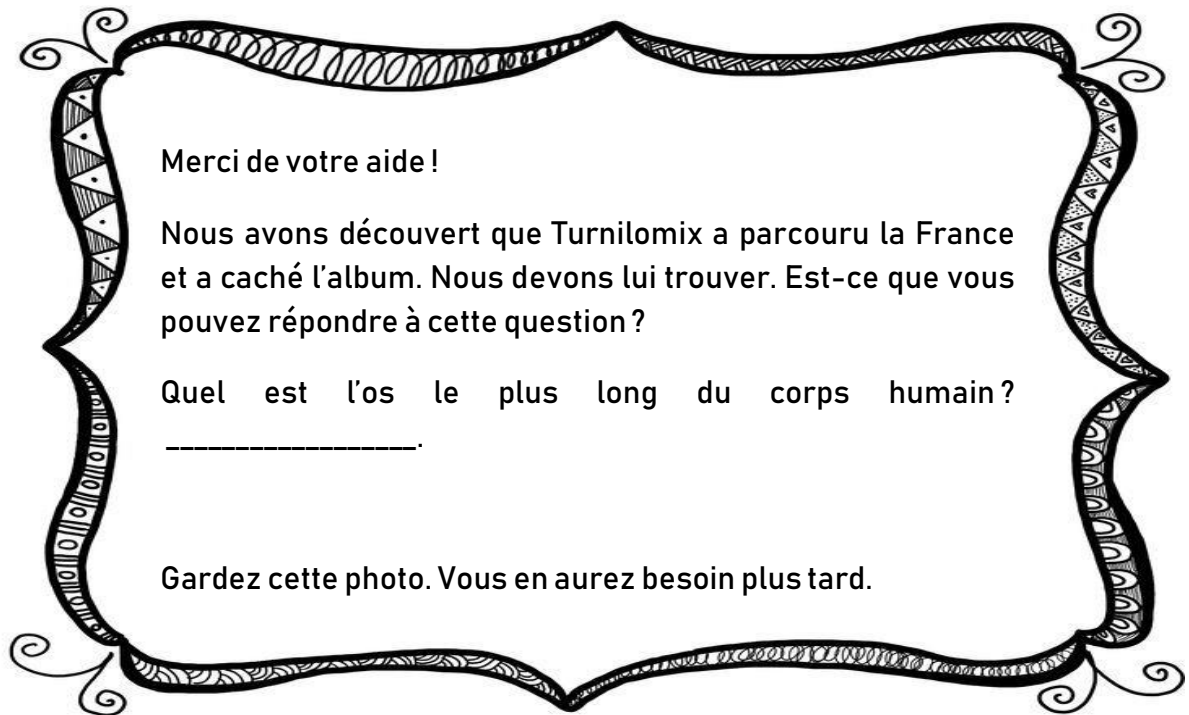 Merci de votre aide !
Nous avons découvert que Turnilomix a parcouru la France
et a caché l'album. Nous devons lui trouver. Est-ce que vous
pouvez répondre à cette question ?
Quel est l'os le plus long du corps humain ?
__________________.
Gardez cette photo. Vous en aurez besoin plus tard.